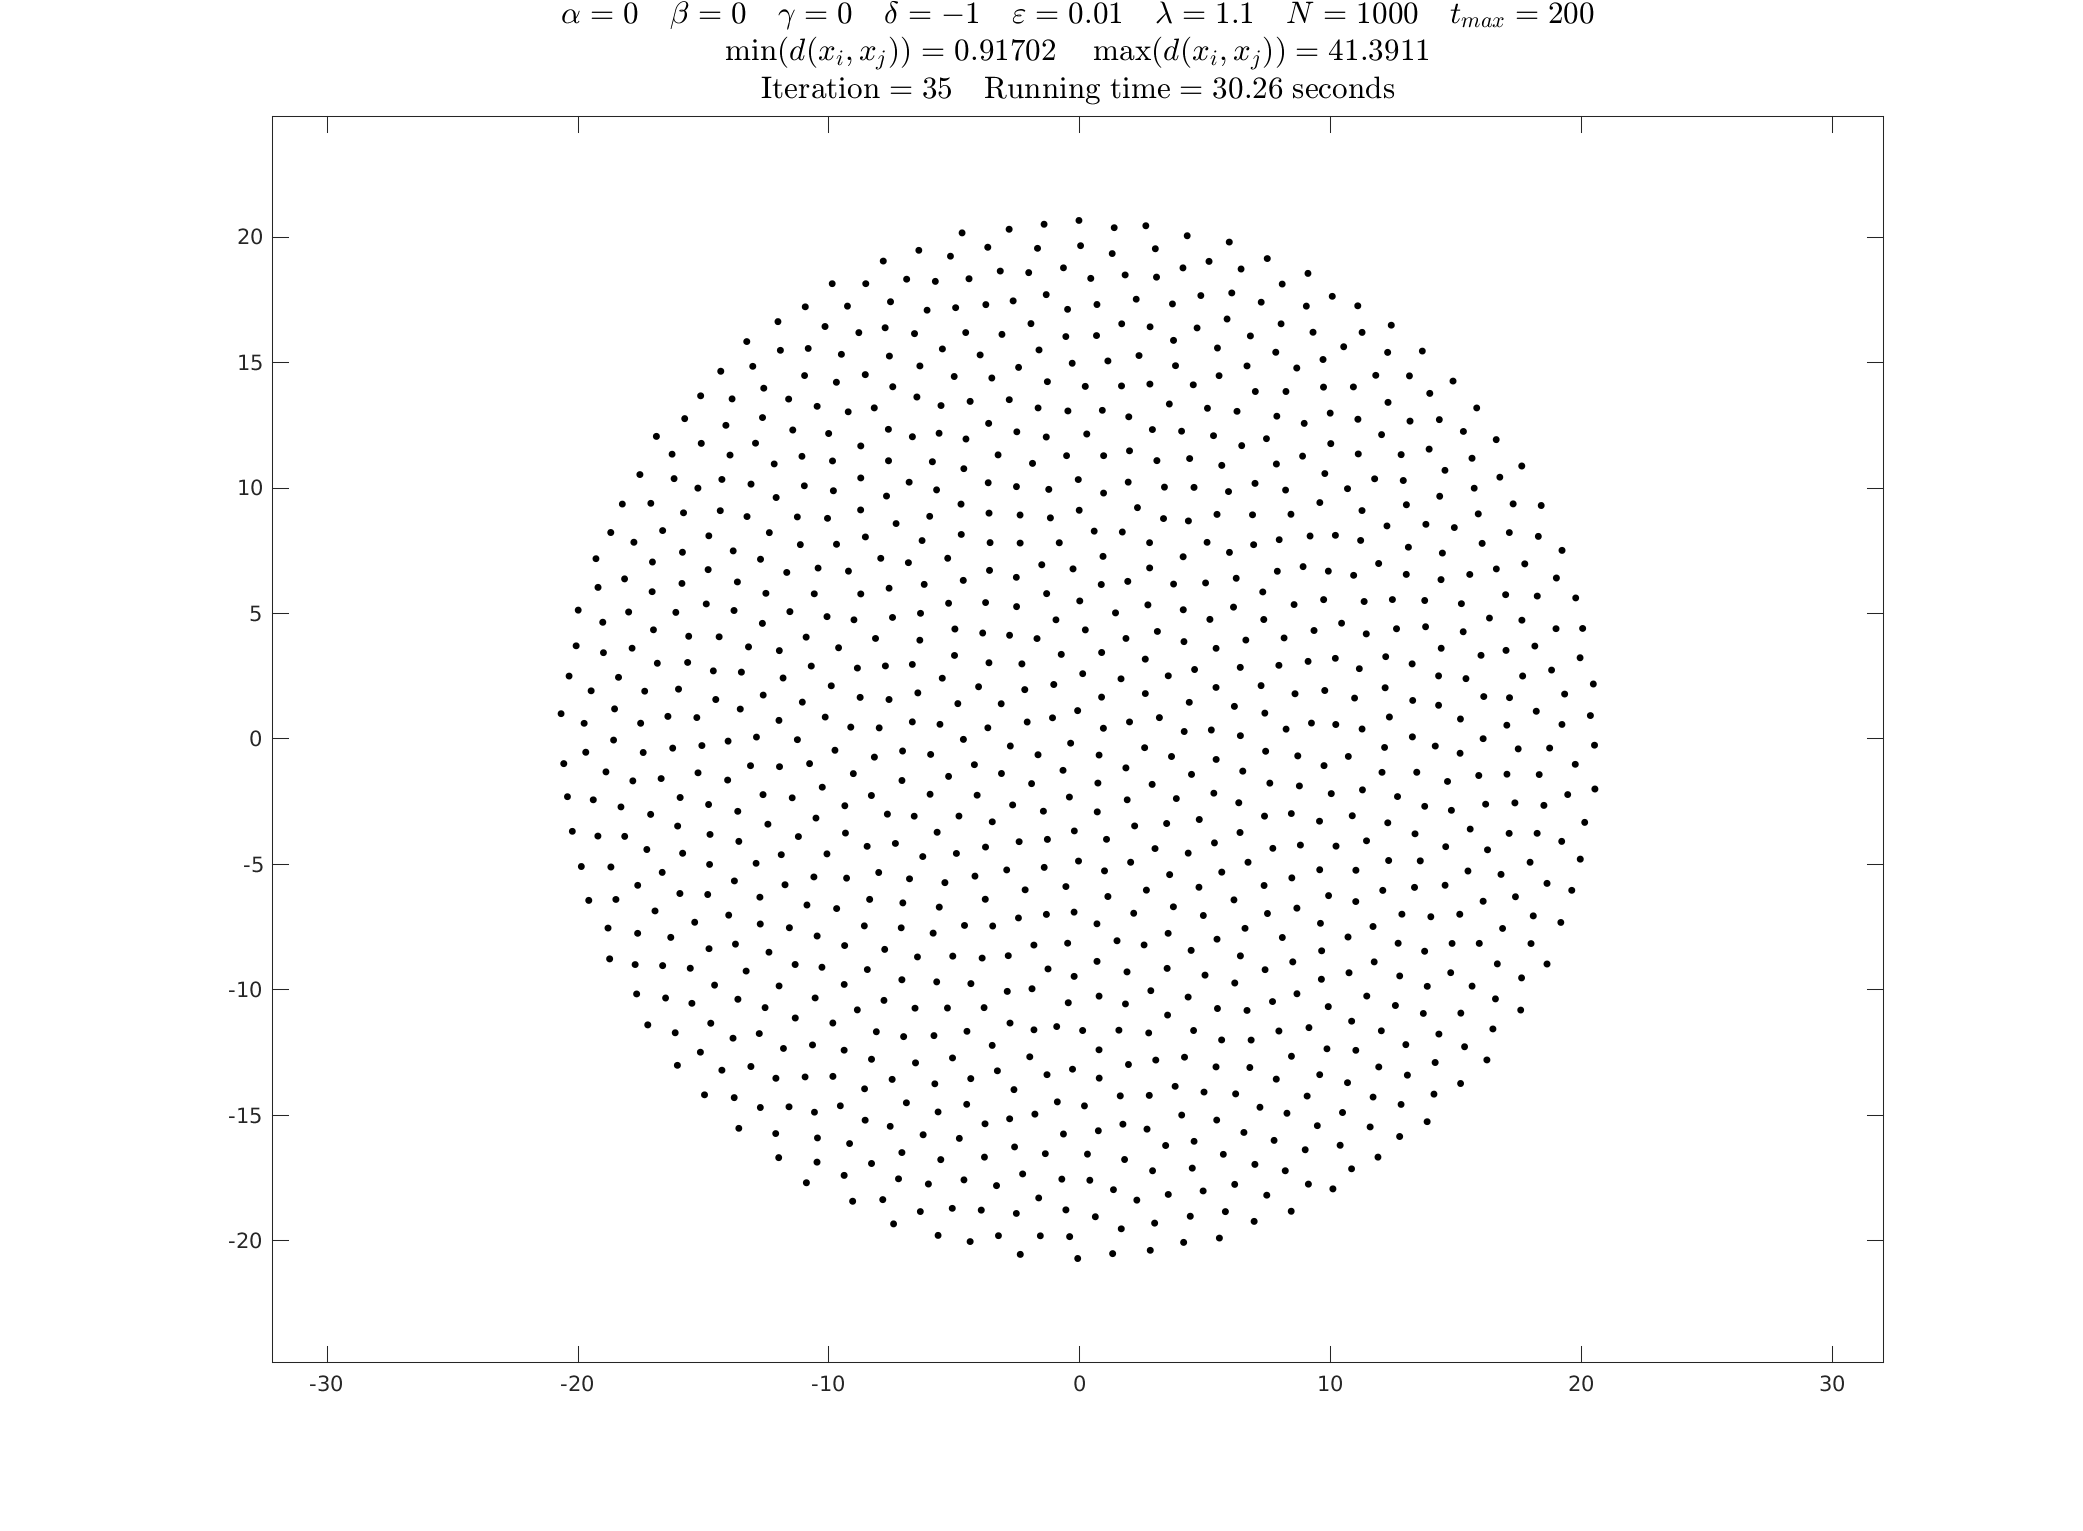 α = 0 β = 0 γ = 0 δ = −1 ε = 0.01 λ = 1.1 N = 1000 t_max = 200
min(d(x_i, x_j)) = 0.91702 max(d(x_i, x_j)) = 41.3911
Iteration = 35 Running time = 30.26 seconds
20
15
10
5
0
-5
-10
-15
-20
-30 -20 -10 0 10 20 30